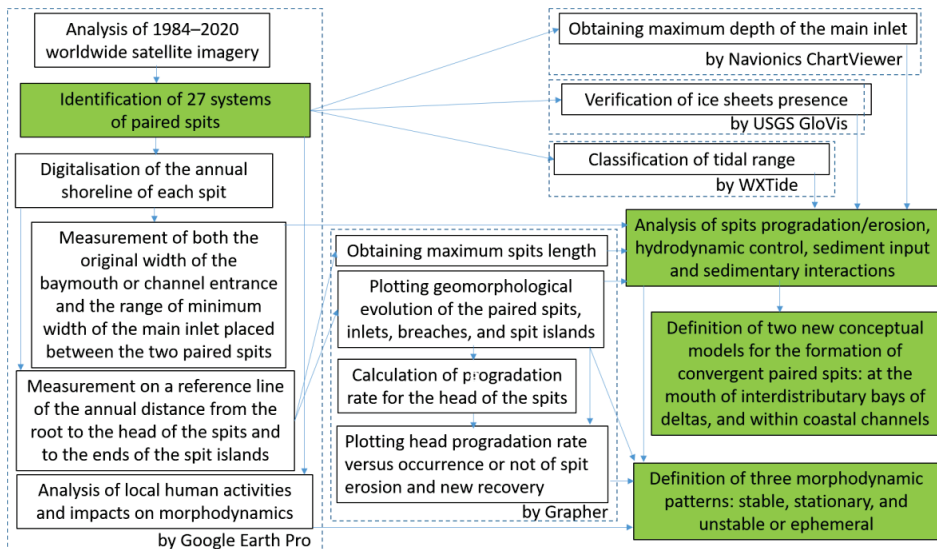 Analysis of 1984–2020
worldwide satellite imagery
Identification of 27 systems
of paired spits
Digitalisation of the annual
shoreline of each spit
Measurement of both the
original width of the
baymouth or channel entrance
and the range of minimum
width of the main inlet placed
between the two paired spits
Measurement on a reference line
of the annual distance from the
root to the head of the spits and
to the ends of the spit islands
Analysis of local human activities
and impacts on morphodynamics
by Google Earth Pro
Obtaining maximum spits length
Plotting geomorphological
evolution of the paired spits,
inlets, breaches, and spit islands
Calculation of progradation
rate for the head of the spits
Plotting head progradation rate
versus occurrence or not of spit
erosion and new recovery
by Grapher
Obtaining maximum depth of the main inlet
by Navionics ChartViewer
Verification of ice sheets presence
by USGS GloVis
Classification of tidal range
by WXTide
Analysis of spits progradation/erosion,
hydrodynamic control, sediment input
and sedimentary interactions
Definition of two new conceptual
models for the formation of
convergent paired spits: at the
mouth of interdistributary bays of
deltas, and within coastal channels
Definition of three morphodynamic
patterns: stable, stationary, and
unstable or ephemeral